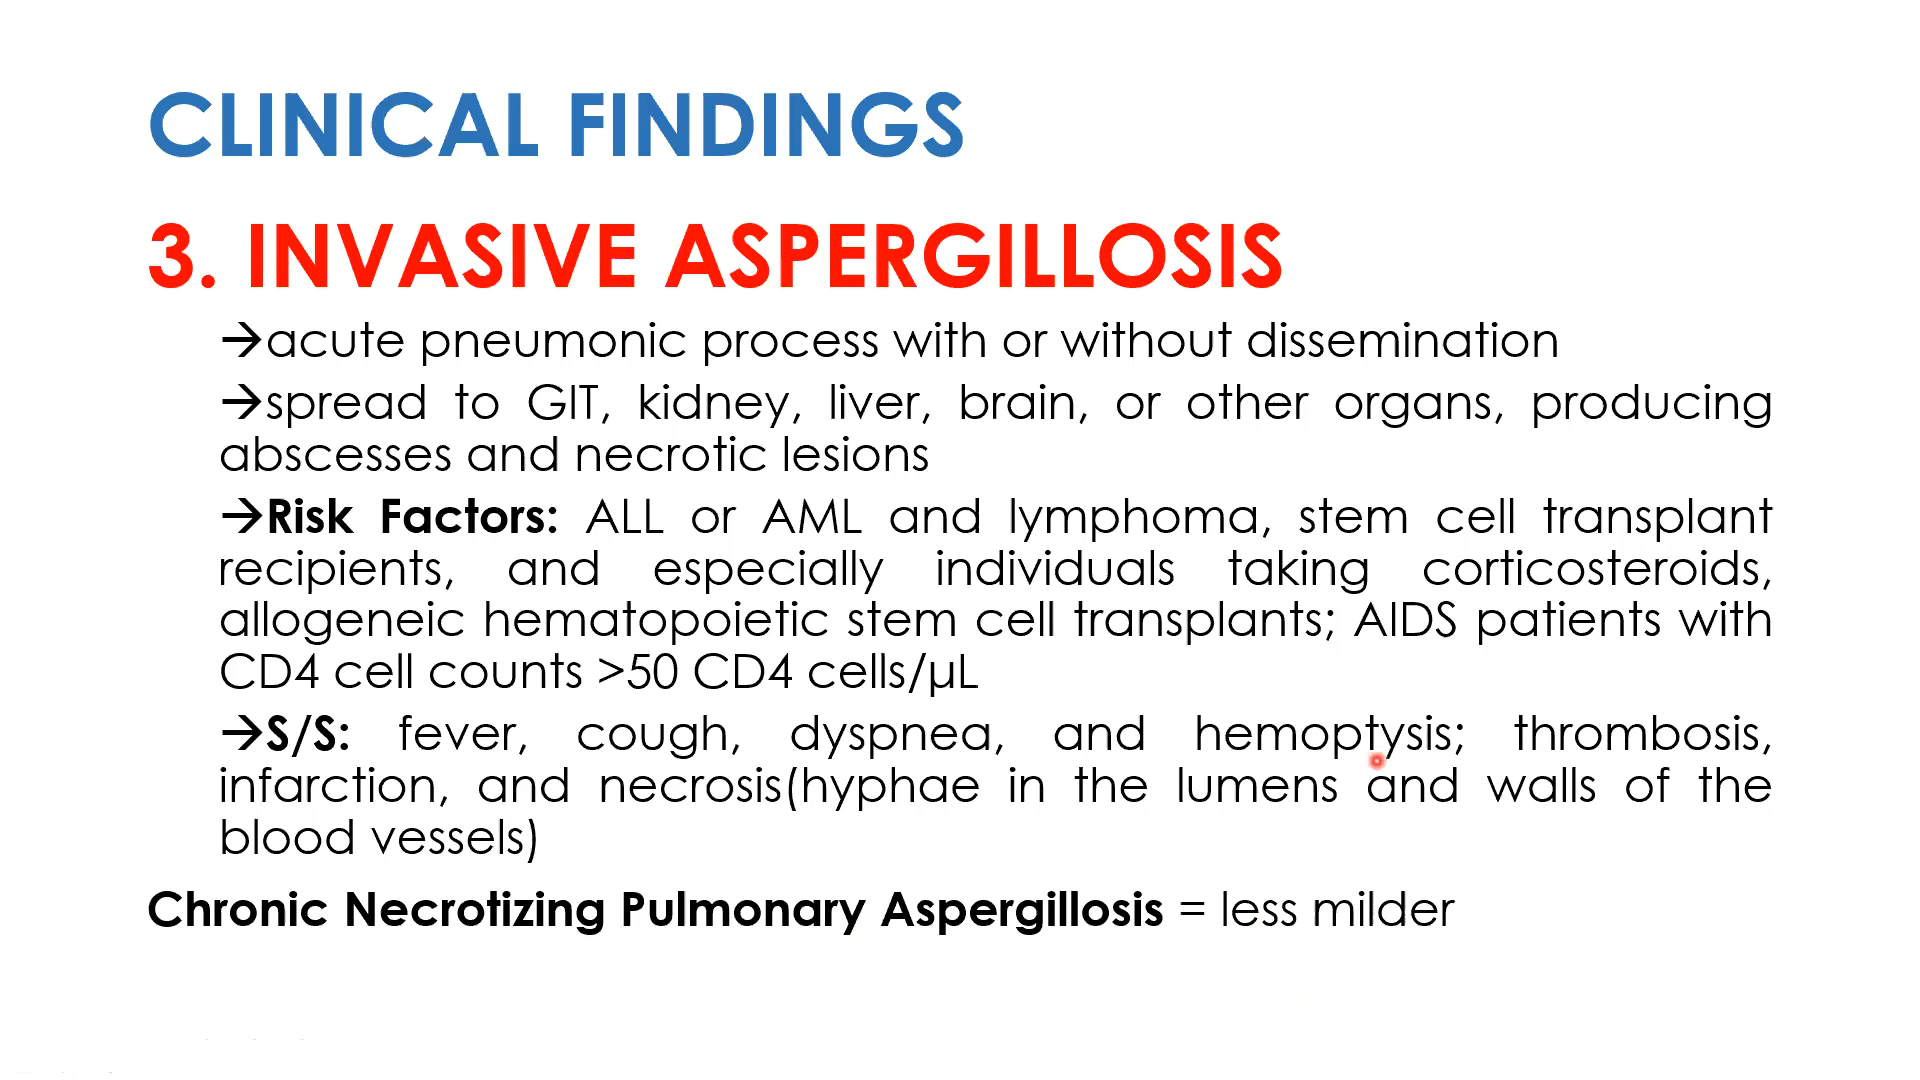 CLINICAL FINDINGS
3. INVASIVE ASPERGILLOSIS
→acute pneumonic process with or without dissemination
→spread to GIT, kidney, liver, brain, or other organs, producing
abscesses and necrotic lesions
→Risk Factors: ALL or AML and lymphoma, stem cell transplant
recipients, and especially individuals taking corticosteroids,
allogeneic hematopoietic stem cell transplants; AIDS patients with
CD4 cell counts >50 CD4 cells/µL
→S/S: fever, cough, dyspnea, and hemoptysis; thrombosis,
infarction, and necrosis(hyphae in the lumens and walls of the
blood vessels)
Chronic Necrotizing Pulmonary Aspergillosis = less milder